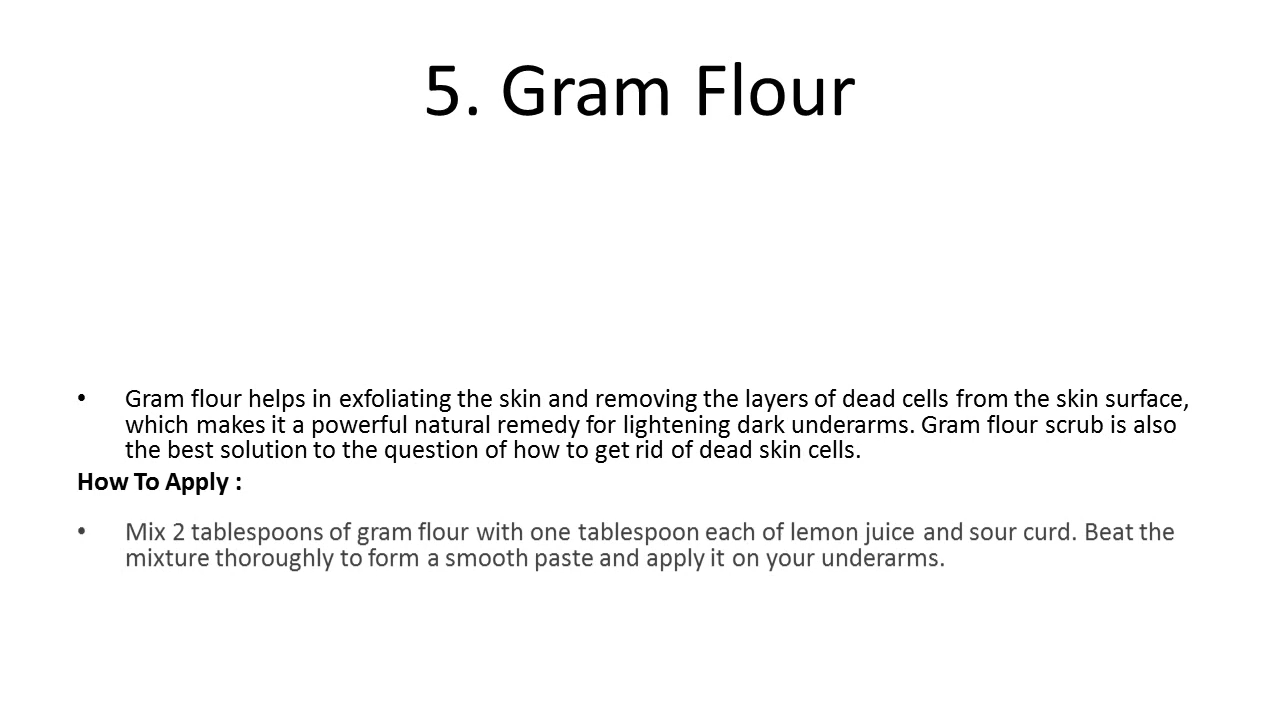 5. Gram Flour
• Gram flour helps in exfoliating the skin and removing the layers of dead cells from the skin surface,
which makes it a powerful natural remedy for lightening dark underarms. Gram flour scrub is also
the best solution to the question of how to get rid of dead skin cells.
How To Apply :
• Mix 2 tablespoons of gram flour with one tablespoon each of lemon juice and sour curd. Beat the
mixture thoroughly to form a smooth paste and apply it on your underarms.